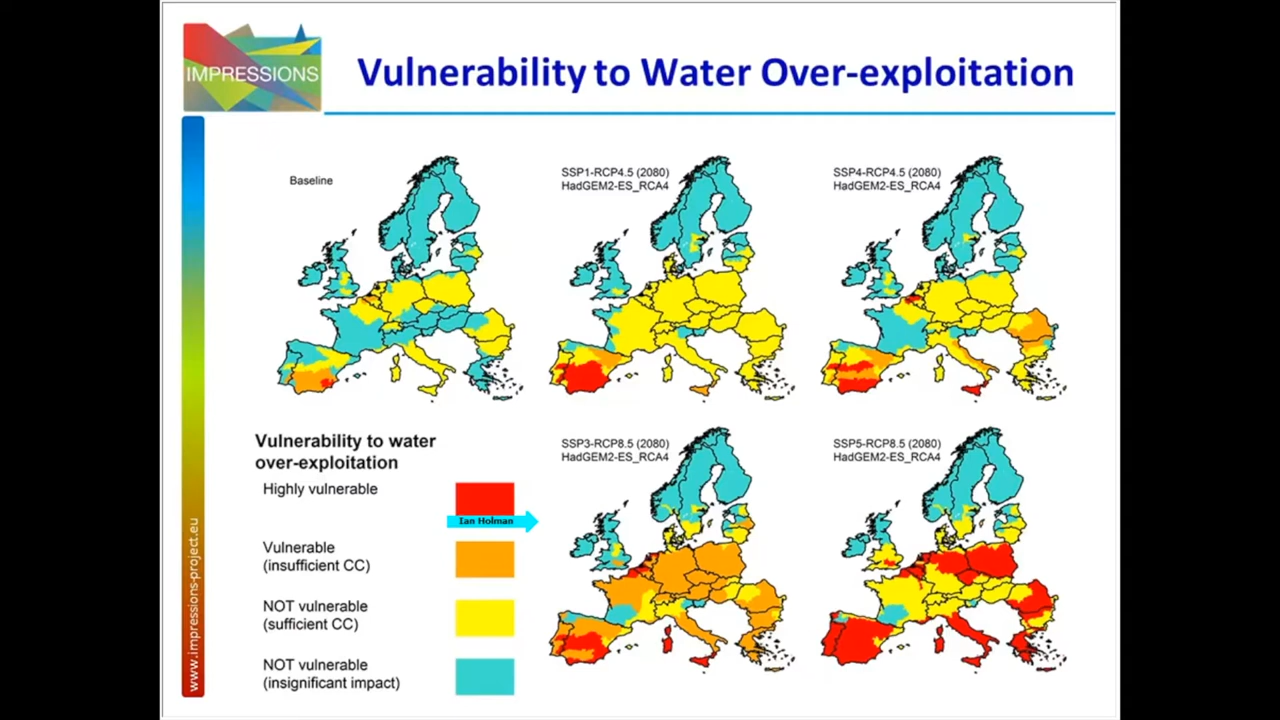 IMPRESSIONS
Vulnerability to Water Over-exploitation
Baseline
SSP1-RCP4.5 (2080)
HadGEM2-ES_RCA4
SSP4-RCP4.5 (2080)
HadGEM2-ES_RCA4
Vulnerability to water
over-exploitation
Highly vulnerable
Ian Holman
Vulnerable
(insufficient CC)
NOT vulnerable
(sufficient CC)
NOT vulnerable
(insignificant impact)
SSP3-RCP8.5 (2080)
HadGEM2-ES_RCA4
SSP5-RCP8.5 (2080)
HadGEM2-ES_RCA4
www.impressions-project.eu